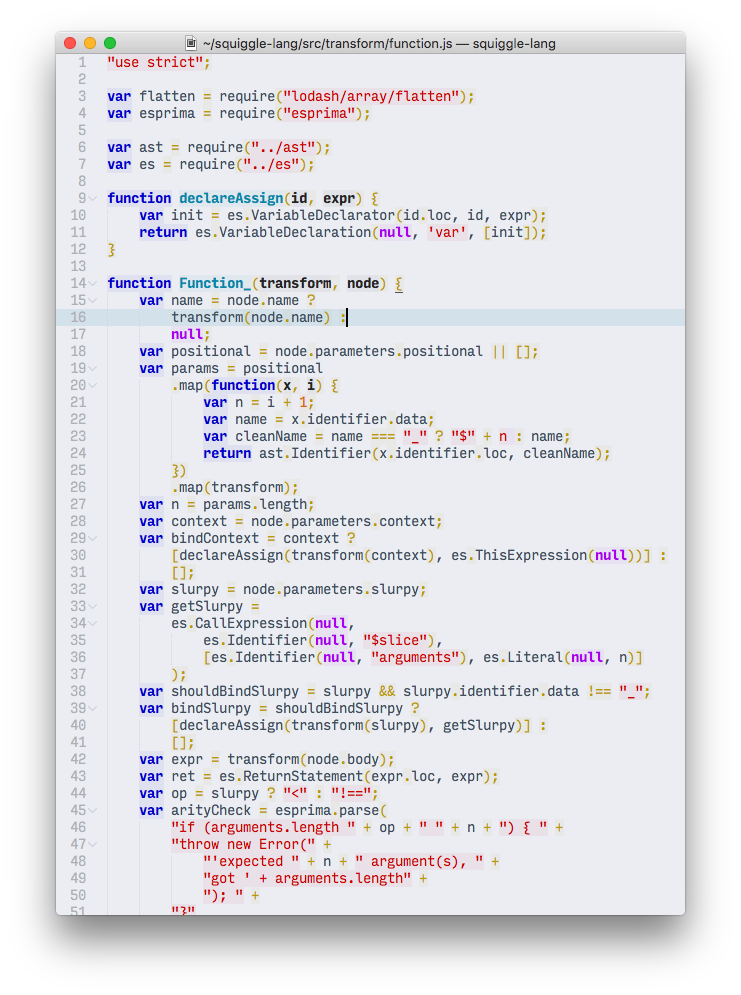 ~/squiggle-lang/src/transform/function.js — squiggle-lang
1 "use strict";
2
3 var flatten = require("lodash/array/flatten");
4 var esprima = require("esprima");
5
6 var ast = require("../ast");
7 var es = require("../es");
8
9 function declareAssign(id, expr) {
10     var init = es.VariableDeclarator(id.loc, id, expr);
11     return es.VariableDeclaration(null, 'var', [init]);
12 }
13
14 function Function_(transform, node) {
15     var name = node.name ?
16         transform(node.name) :
17         null;
18     var positional = node.parameters.positional || [];
19     var params = positional
20         .map(function(x, i) {
21             var n = i + 1;
22             var name = x.identifier.data;
23             var cleanName = name === "_" ? "$" + n : name;
24             return ast.Identifier(x.identifier.loc, cleanName);
25         })
26         .map(transform);
27     var n = params.length;
28     var context = node.parameters.context;
29     var bindContext = context ?
30         [declareAssign(transform(context), es.ThisExpression(null))] :
31         [];
32     var slurpy = node.parameters.slurpy;
33     var getSlurpy =
34         es.CallExpression(null,
35             es.Identifier(null, "$slice"),
36             [es.Identifier(null, "arguments"), es.Literal(null, n)]
37         );
38     var shouldBindSlurpy = slurpy && slurpy.identifier.data !== "_";
39     var bindSlurpy = shouldBindSlurpy ?
40         [declareAssign(transform(slurpy), getSlurpy)] :
41         [];
42     var expr = transform(node.body);
43     var ret = es.ReturnStatement(expr.loc, expr);
44     var op = slurpy ? "<" : "!==";
45     var arityCheck = esprima.parse(
46         "if (arguments.length " + op + " " + n + ") { " +
47         "throw new Error(" +
48             "'expected " + n + " argument(s), " +
49             "got ' + arguments.length" +
50             "); " +
51         "}"